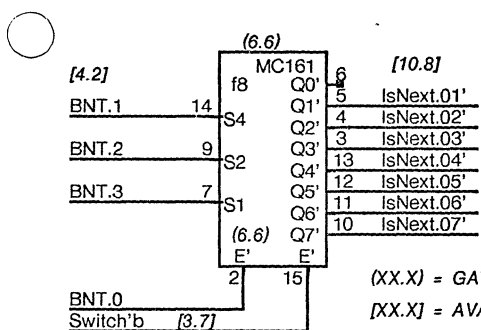 (6.6)
[4.2] MC161 6 [10.8]
f8 Q0'
BNT.1 14 S4 Q1' 5 IsNext.01'
Q2' 4 IsNext.02'
BNT.2 9 S2 Q3' 3 IsNext.03'
Q4' 13 IsNext.04'
BNT.3 7 S1 Q5' 12 IsNext.05'
Q6' 11 IsNext.06'
(6.6) Q7' 10 IsNext.07'
E' E'
2 15 (XX.X) = GA
BNT.0 [XX.X] = AVA
Switch'b [3.7]